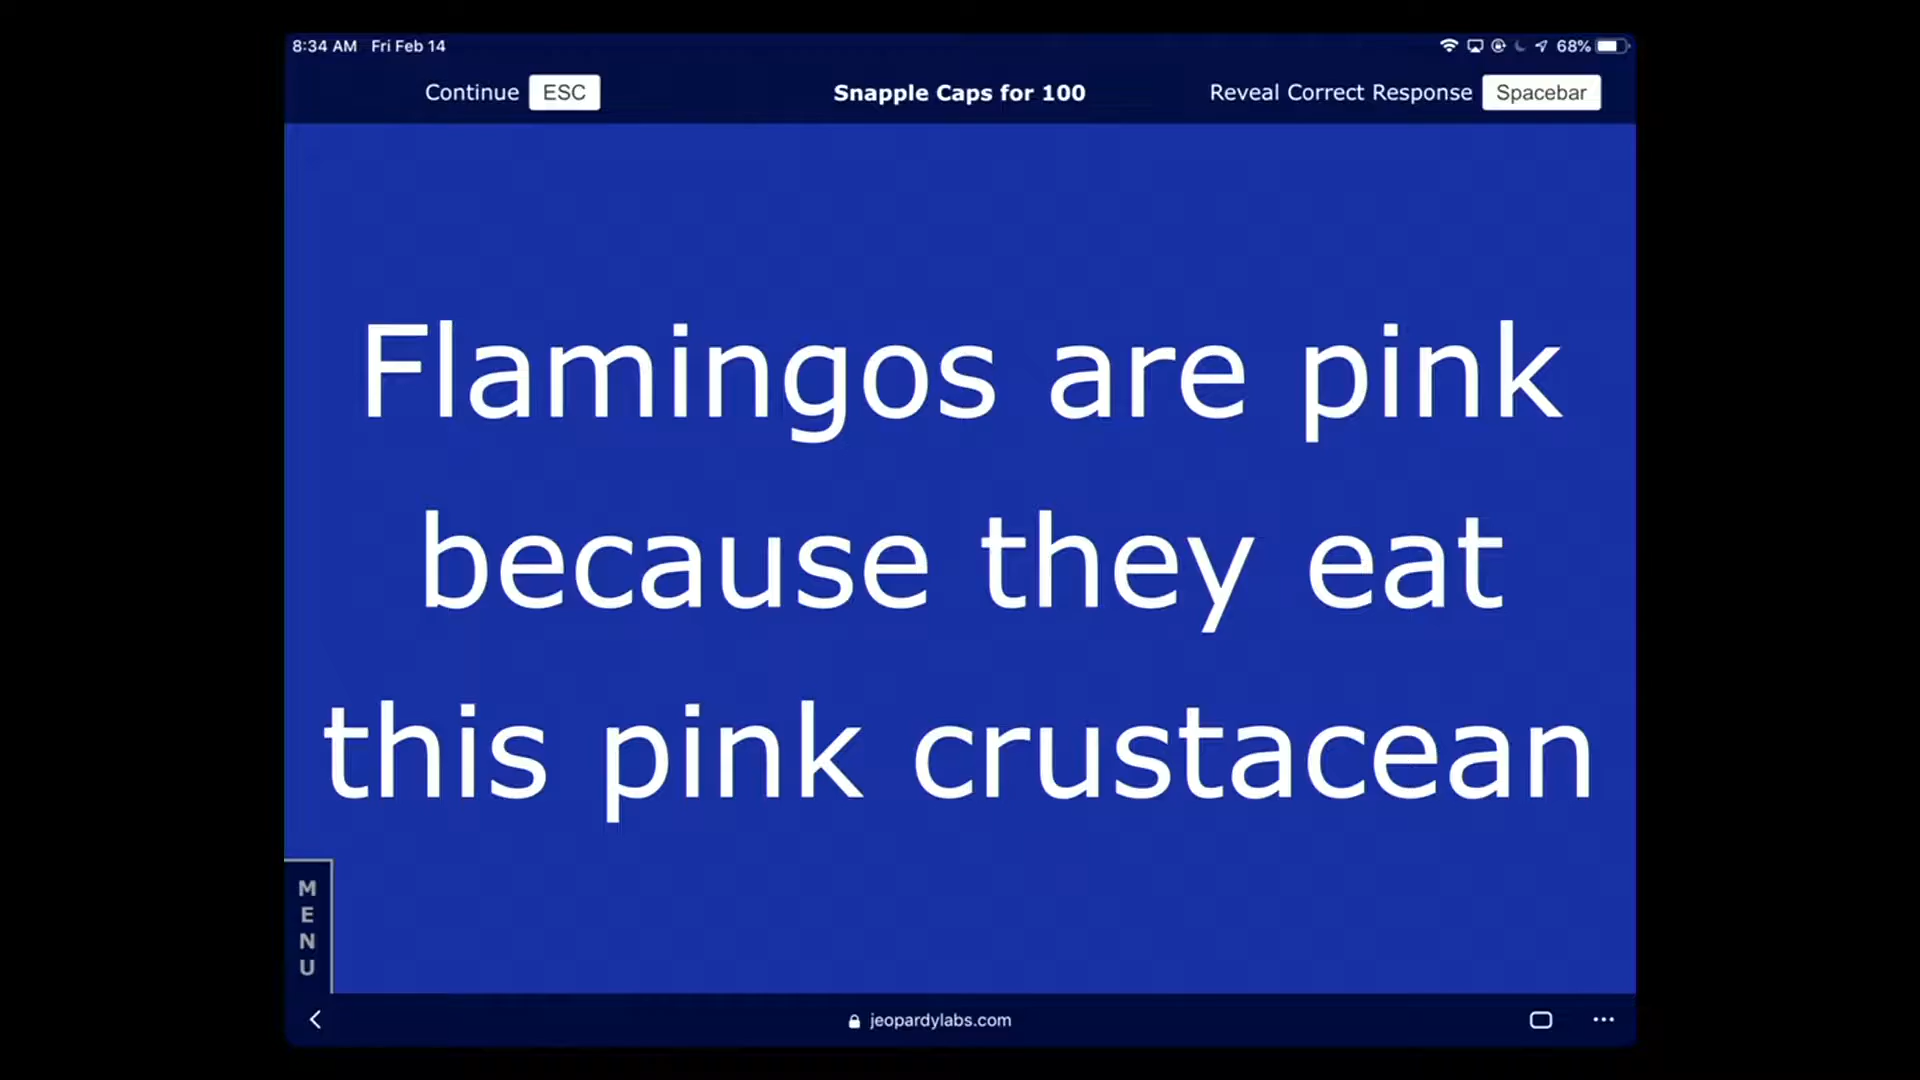 8:34 AM Fri Feb 14
68%
Continue ESC
Snapple Caps for 100
Reveal Correct Response Spacebar
Flamingos are pink
because they eat
this pink crustacean
MENU
jeopardylabs.com